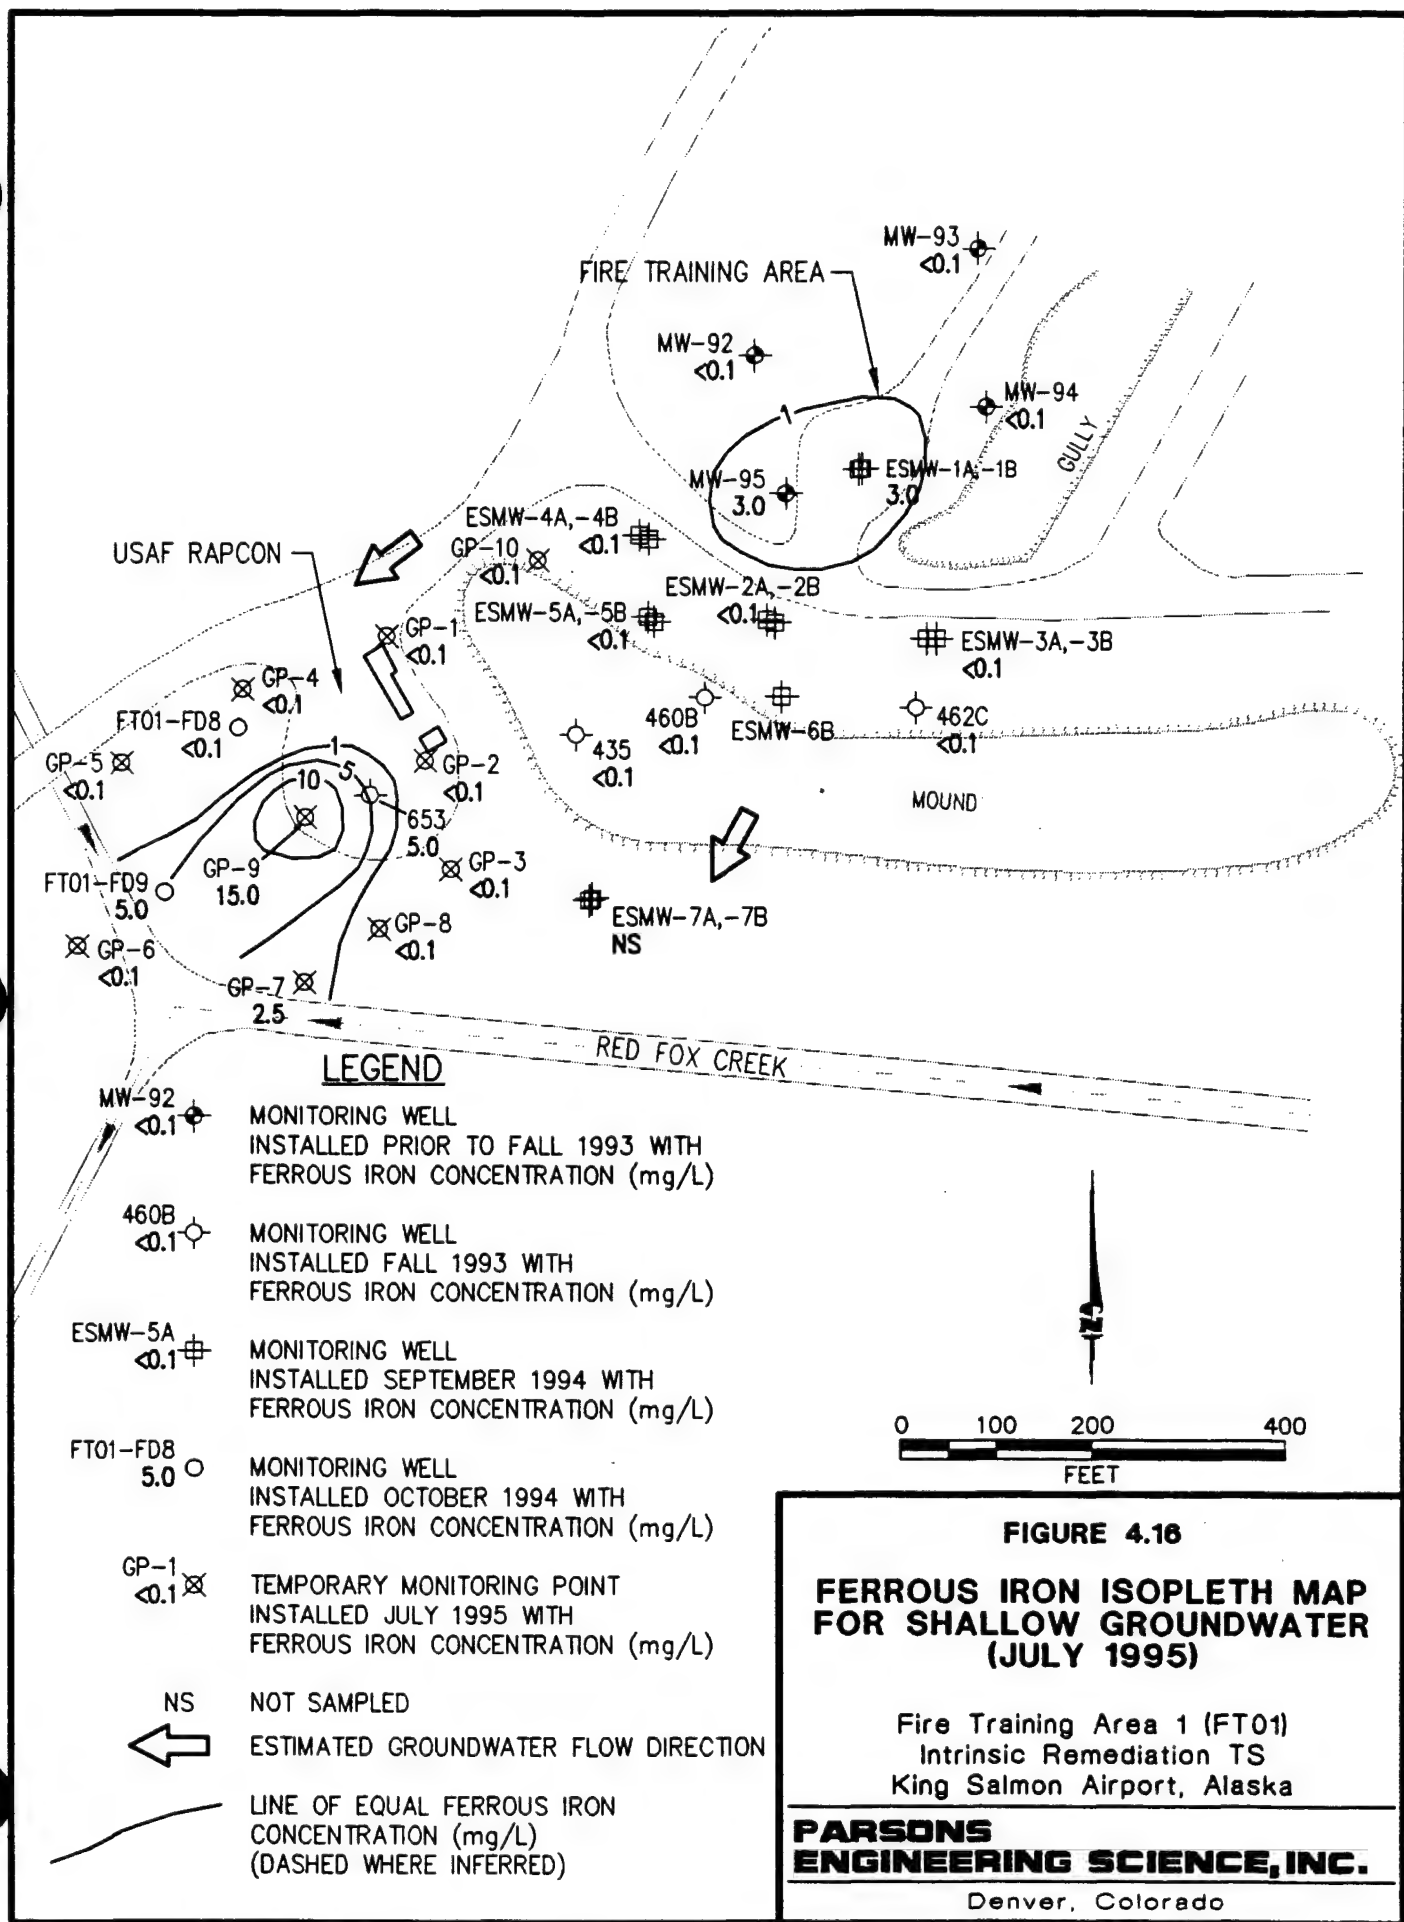 MW-93
<0.1
FIRE TRAINING AREA
MW-92
<0.1
1
MW-94
<0.1
GULLY
MW-95
3.0
ESMW-1A,-1B
3.0
ESMW-4A,-4B
<0.1
GP-10
<0.1
USAF RAPCON
ESMW-2A,-2B
<0.1
ESMW-5A,-5B
<0.1
GP-1
<0.1
ESMW-3A,-3B
<0.1
GP-4
<0.1
FT01-FD8
<0.1
460B
<0.1
ESMW-6B
462C
<0.1
435
<0.1
GP-5
<0.1
1
5
10
GP-2
<0.1
MOUND
653
5.0
GP-9
15.0
GP-3
<0.1
FT01-FD9
5.0
GP-8
<0.1
ESMW-7A,-7B
NS
GP-6
<0.1
GP-7
2.5
RED FOX CREEK
LEGEND
MW-92
<0.1
MONITORING WELL
INSTALLED PRIOR TO FALL 1993 WITH
FERROUS IRON CONCENTRATION (mg/L)
460B
<0.1
MONITORING WELL
INSTALLED FALL 1993 WITH
FERROUS IRON CONCENTRATION (mg/L)
ESMW-5A
<0.1
MONITORING WELL
INSTALLED SEPTEMBER 1994 WITH
FERROUS IRON CONCENTRATION (mg/L)
FT01-FD8
5.0
MONITORING WELL
INSTALLED OCTOBER 1994 WITH
FERROUS IRON CONCENTRATION (mg/L)
GP-1
<0.1
TEMPORARY MONITORING POINT
INSTALLED JULY 1995 WITH
FERROUS IRON CONCENTRATION (mg/L)
NS NOT SAMPLED
ESTIMATED GROUNDWATER FLOW DIRECTION
LINE OF EQUAL FERROUS IRON
CONCENTRATION (mg/L)
(DASHED WHERE INFERRED)
N
0 100 200 400
FEET
FIGURE 4.16
FERROUS IRON ISOPLETH MAP
FOR SHALLOW GROUNDWATER
(JULY 1995)
Fire Training Area 1 (FT01)
Intrinsic Remediation TS
King Salmon Airport, Alaska
PARSONS
ENGINEERING SCIENCE, INC.
Denver, Colorado